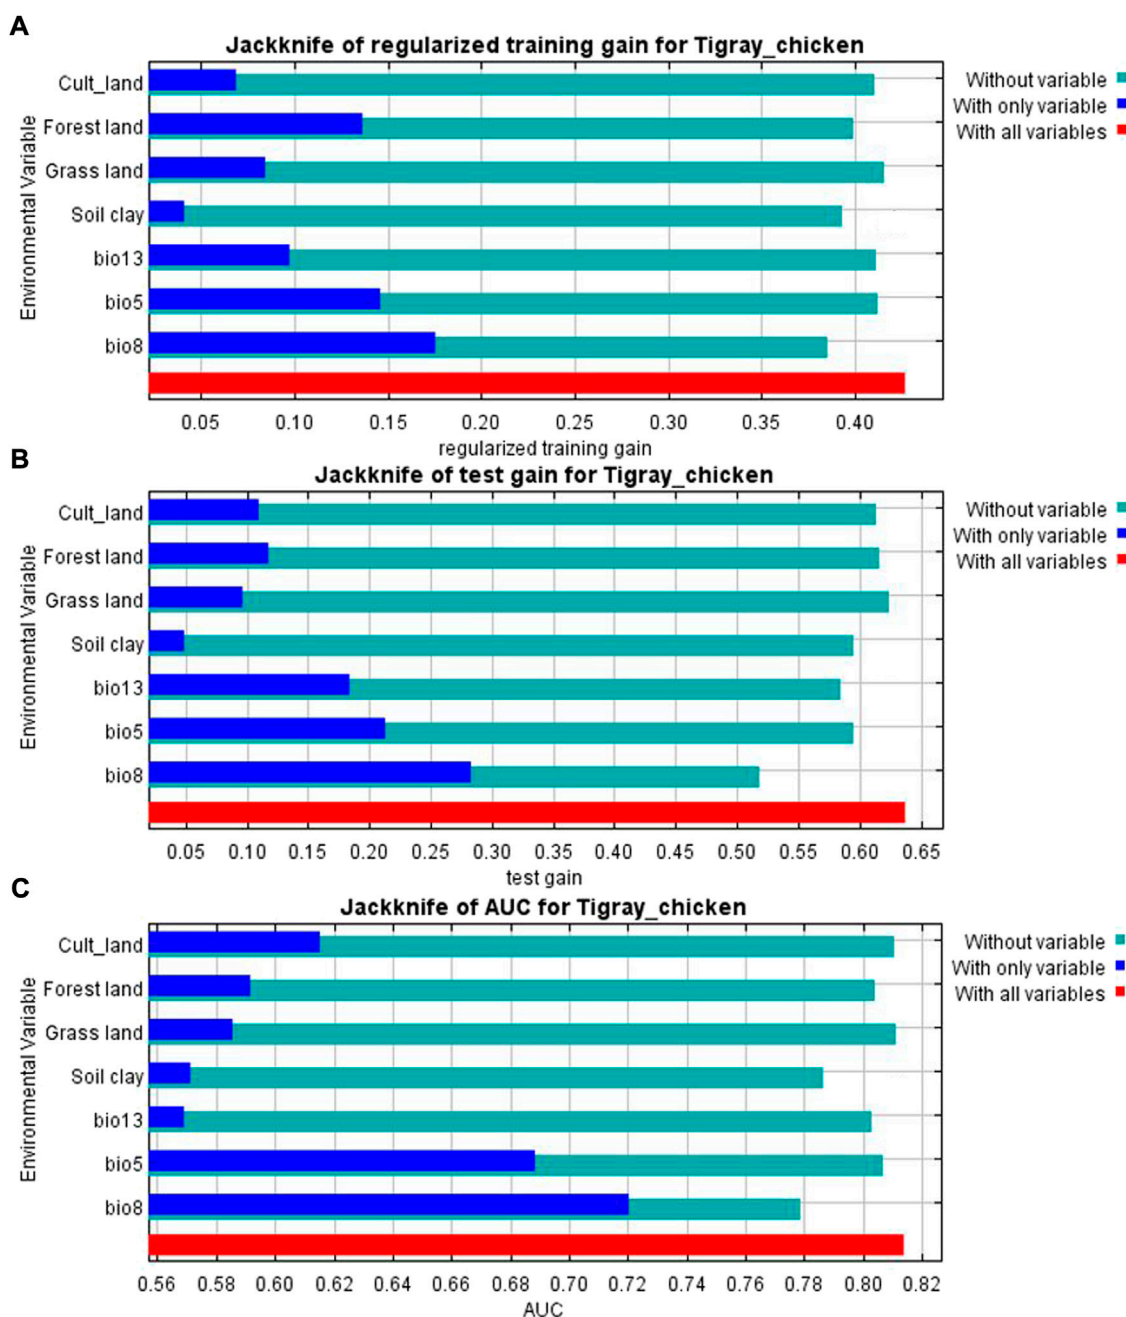 A
Jackknife of regularized training gain for Tigray_chicken
Environmental Variable
Cult_land
Forest land
Grass land
Soil clay
bio13
bio5
bio8
Without variable
With only variable
With all variables
0.05 0.10 0.15 0.20 0.25 0.30 0.35 0.40
regularized training gain
B
Jackknife of test gain for Tigray_chicken
Environmental Variable
Cult_land
Forest land
Grass land
Soil clay
bio13
bio5
bio8
Without variable
With only variable
With all variables
0.05 0.10 0.15 0.20 0.25 0.30 0.35 0.40 0.45 0.50 0.55 0.60 0.65
test gain
C
Jackknife of AUC for Tigray_chicken
Environmental Variable
Cult_land
Forest land
Grass land
Soil clay
bio13
bio5
bio8
Without variable
With only variable
With all variables
0.56 0.58 0.60 0.62 0.64 0.66 0.68 0.70 0.72 0.74 0.76 0.78 0.80 0.82
AUC